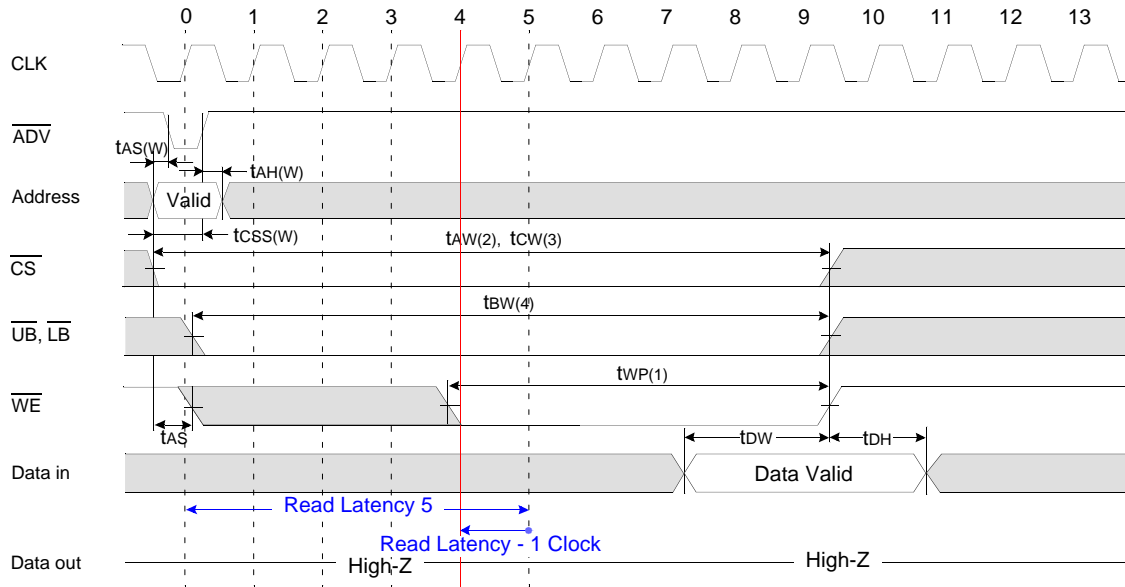 0 1 2 3 4 5 6 7 8 9 10 11 12 13
CLK
ADV
tAS(W)
tAH(W)
Address
Valid
tCSS(W)
tAW(2), tCW(3)
CS
tBW(4)
UB, LB
tWP(1)
WE
tAS
tDW
tDH
Data in
Data Valid
Read Latency 5
Read Latency - 1 Clock
Data out
High-Z
High-Z